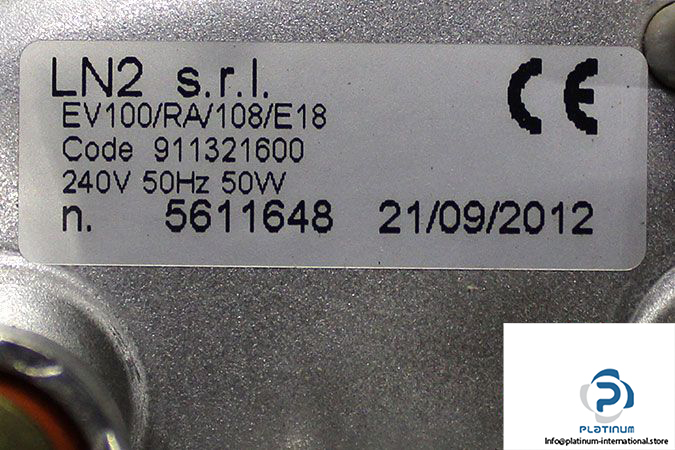 LN2 s.r.l.
CE
EV100/RA/108/E18
Code 911321600
240V 50Hz 50W
n. 5611648 21/09/2012
PLATINUM
Info@platinum-international.store